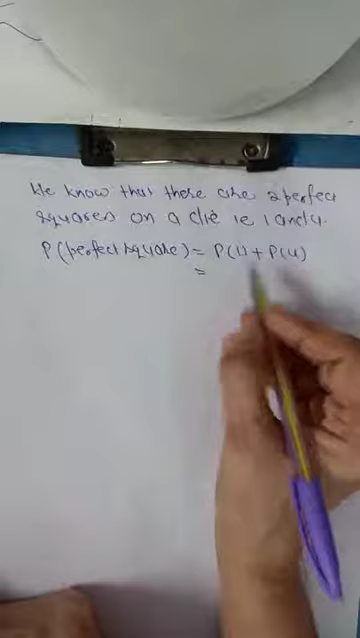 We know that there are 2 perfect
squares on a die ie 1 and 4.
P(perfect square) = P(1) + P(4)
=